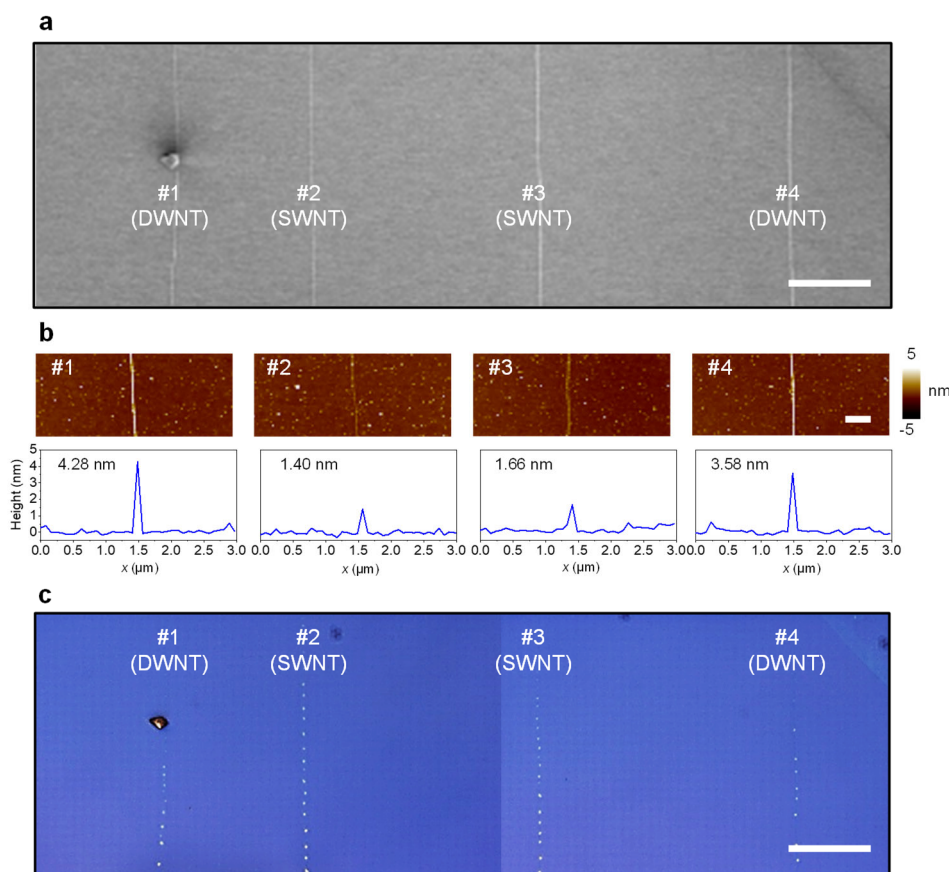 a
#1 #2 #3 #4
(DWNT) (SWNT) (SWNT) (DWNT)
b
#1 #2 #3 #4
5
nm
-5
4.28 nm 1.40 nm 1.66 nm 3.58 nm
Height (nm)
5
4
3
2
1
0
0.0 0.5 1.0 1.5 2.0 2.5 3.0 0.0 0.5 1.0 1.5 2.0 2.5 3.0 0.0 0.5 1.0 1.5 2.0 2.5 3.0 0.0 0.5 1.0 1.5 2.0 2.5 3.0
x (μm) x (μm) x (μm) x (μm)
c
#1 #2 #3 #4
(DWNT) (SWNT) (SWNT) (DWNT)